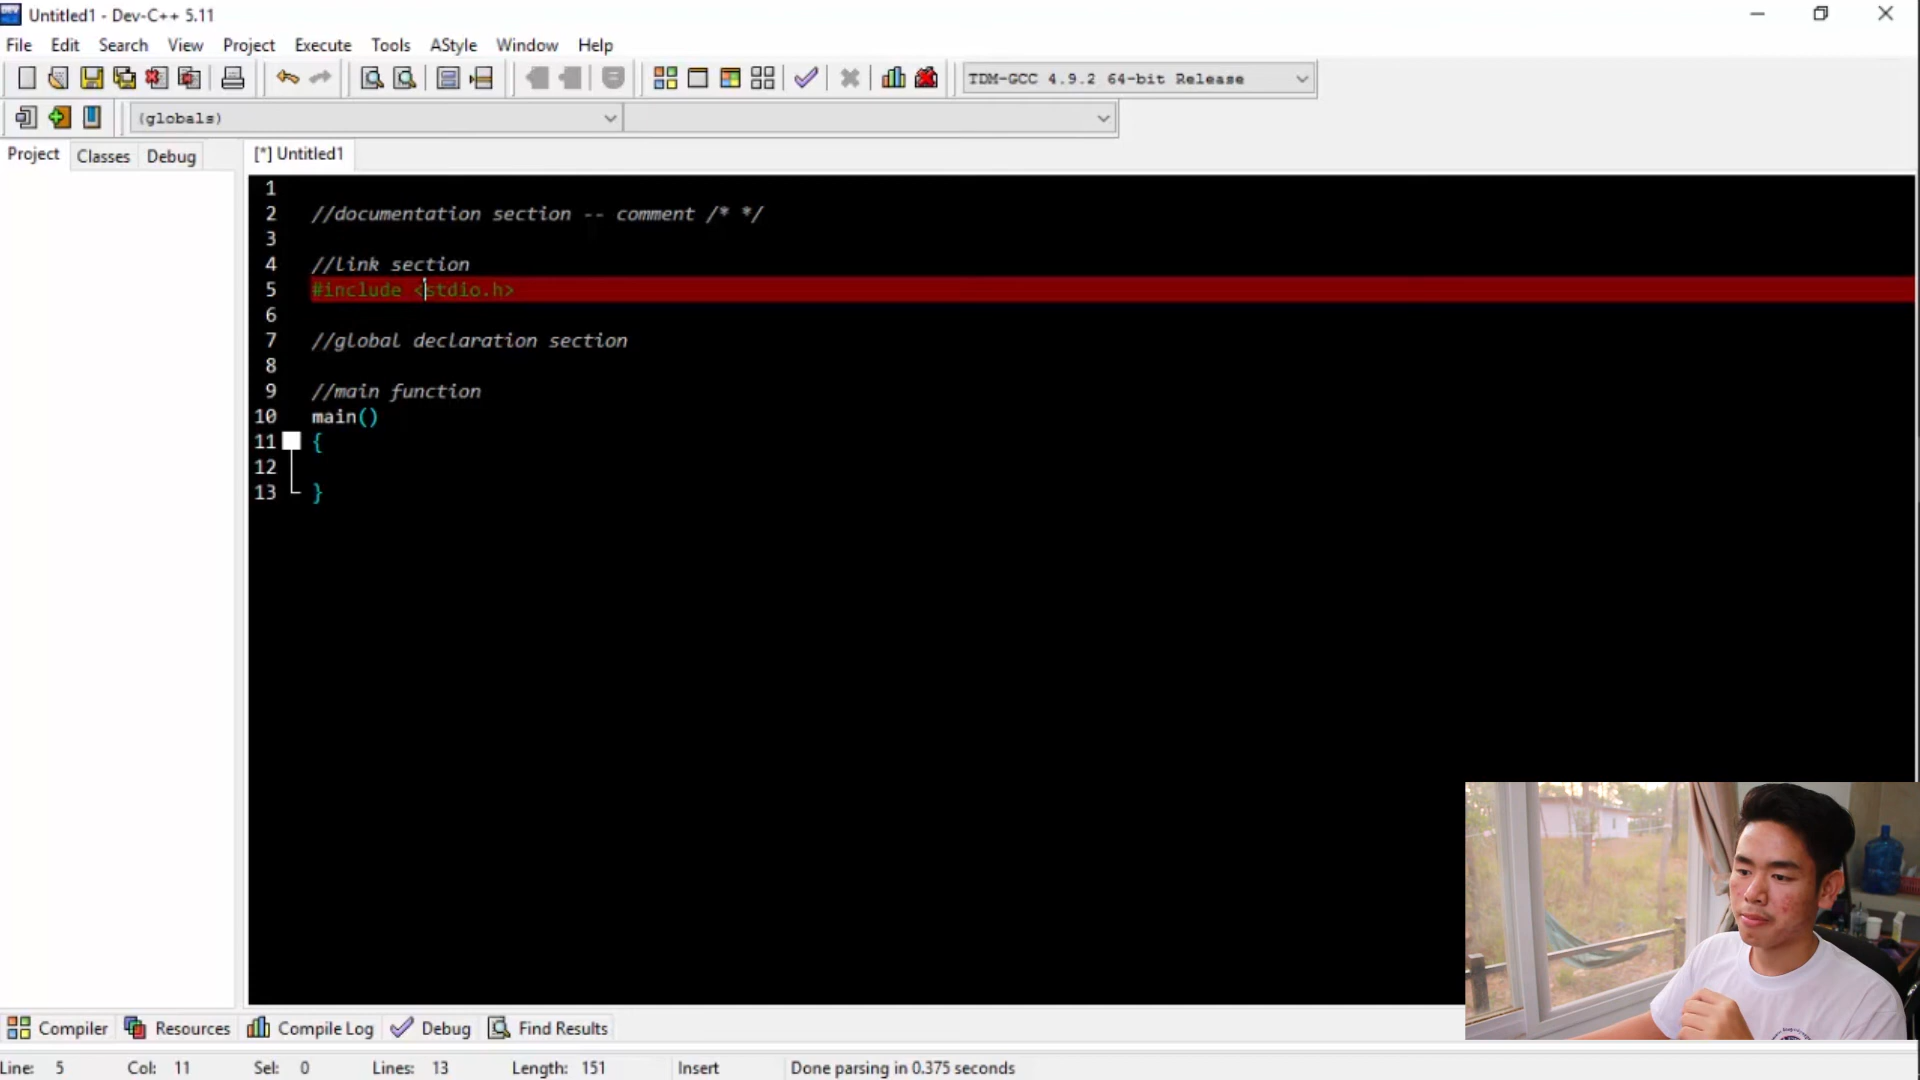 Untitled1 - Dev-C++ 5.11
File Edit Search View Project Execute Tools AStyle Window Help
TDM-GCC 4.9.2 64-bit Release
(globals)
Project Classes Debug [*] Untitled1
1
2 //documentation section -- comment /* */
3
4 //link section
5 #include <stdio.h>
6
7 //global declaration section
8
9 //main function
10 main()
11 {
12
13 }
Compiler Resources Compile Log Debug Find Results
Line: 5 Col: 11 Sel: 0 Lines: 13 Length: 151 Insert Done parsing in 0.375 seconds